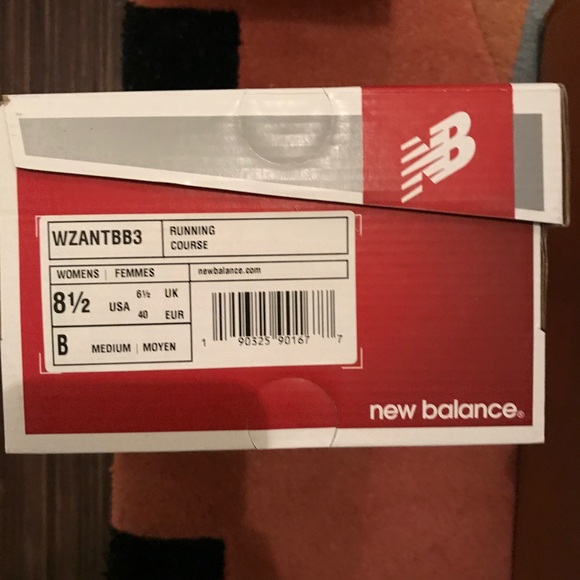 NB
WZANTBB3
RUNNING
COURSE
WOMENS | FEMMES
newbalance.com
8½ USA 6½ UK
40 EUR
B MEDIUM | MOYEN
1 90325 90167 7
new balance®